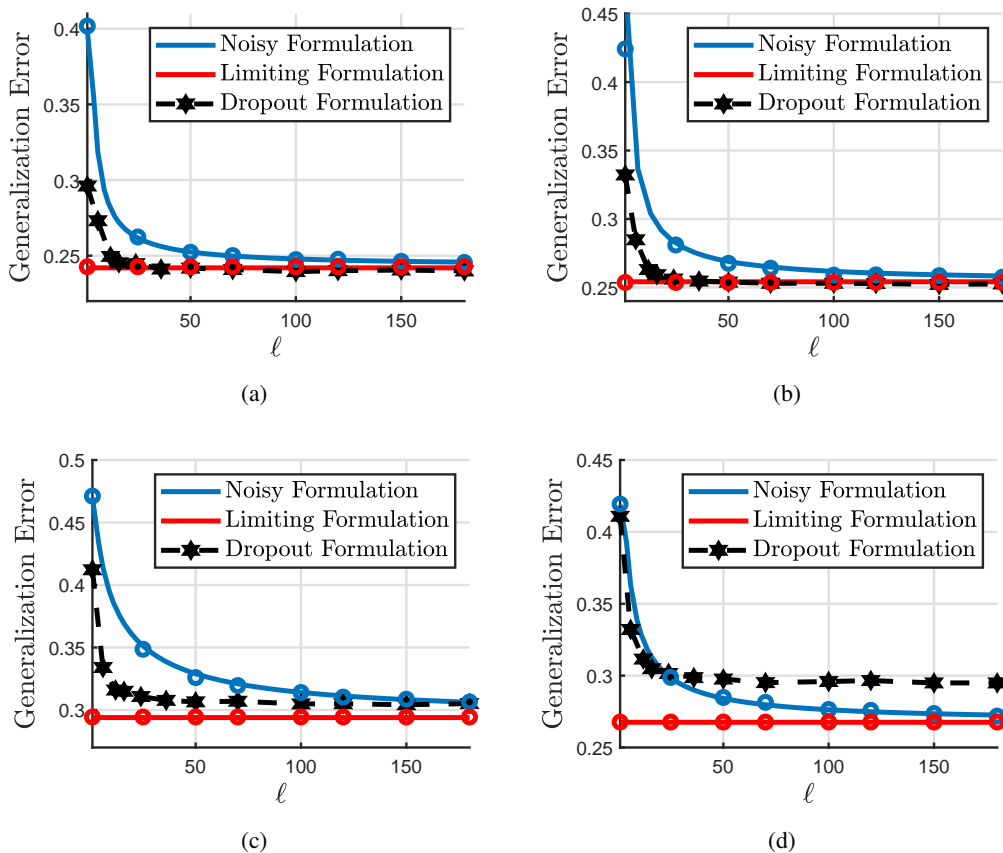 0.4
0.35
0.3
0.25
Generalization Error
Noisy Formulation
Limiting Formulation
Dropout Formulation
50
100
150
ℓ
(a)
0.45
0.4
0.35
0.3
0.25
Generalization Error
Noisy Formulation
Limiting Formulation
Dropout Formulation
50
100
150
ℓ
(b)
0.5
0.45
0.4
0.35
0.3
Generalization Error
Noisy Formulation
Limiting Formulation
Dropout Formulation
50
100
150
ℓ
(c)
0.45
0.4
0.35
0.3
0.25
Generalization Error
Noisy Formulation
Limiting Formulation
Dropout Formulation
50
100
150
ℓ
(d)